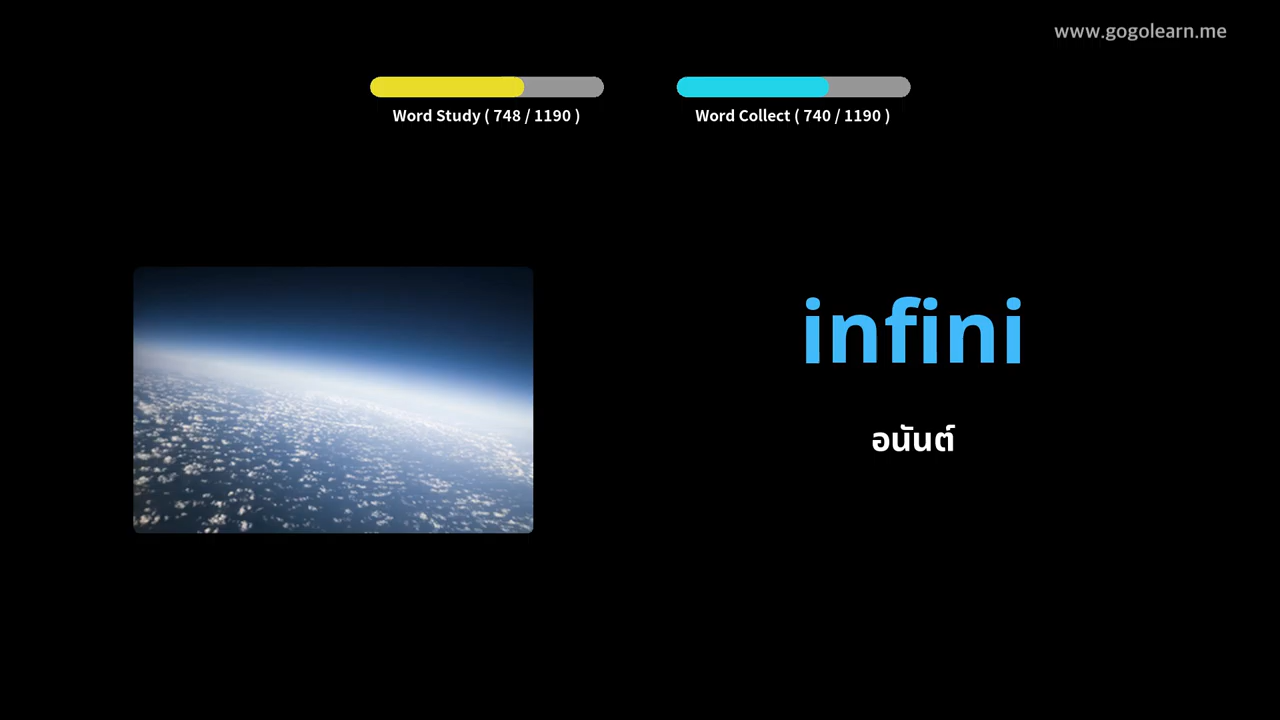 www.gogolearn.me
Word Study ( 748 / 1190 )
Word Collect ( 740 / 1190 )
infini
อนันต์